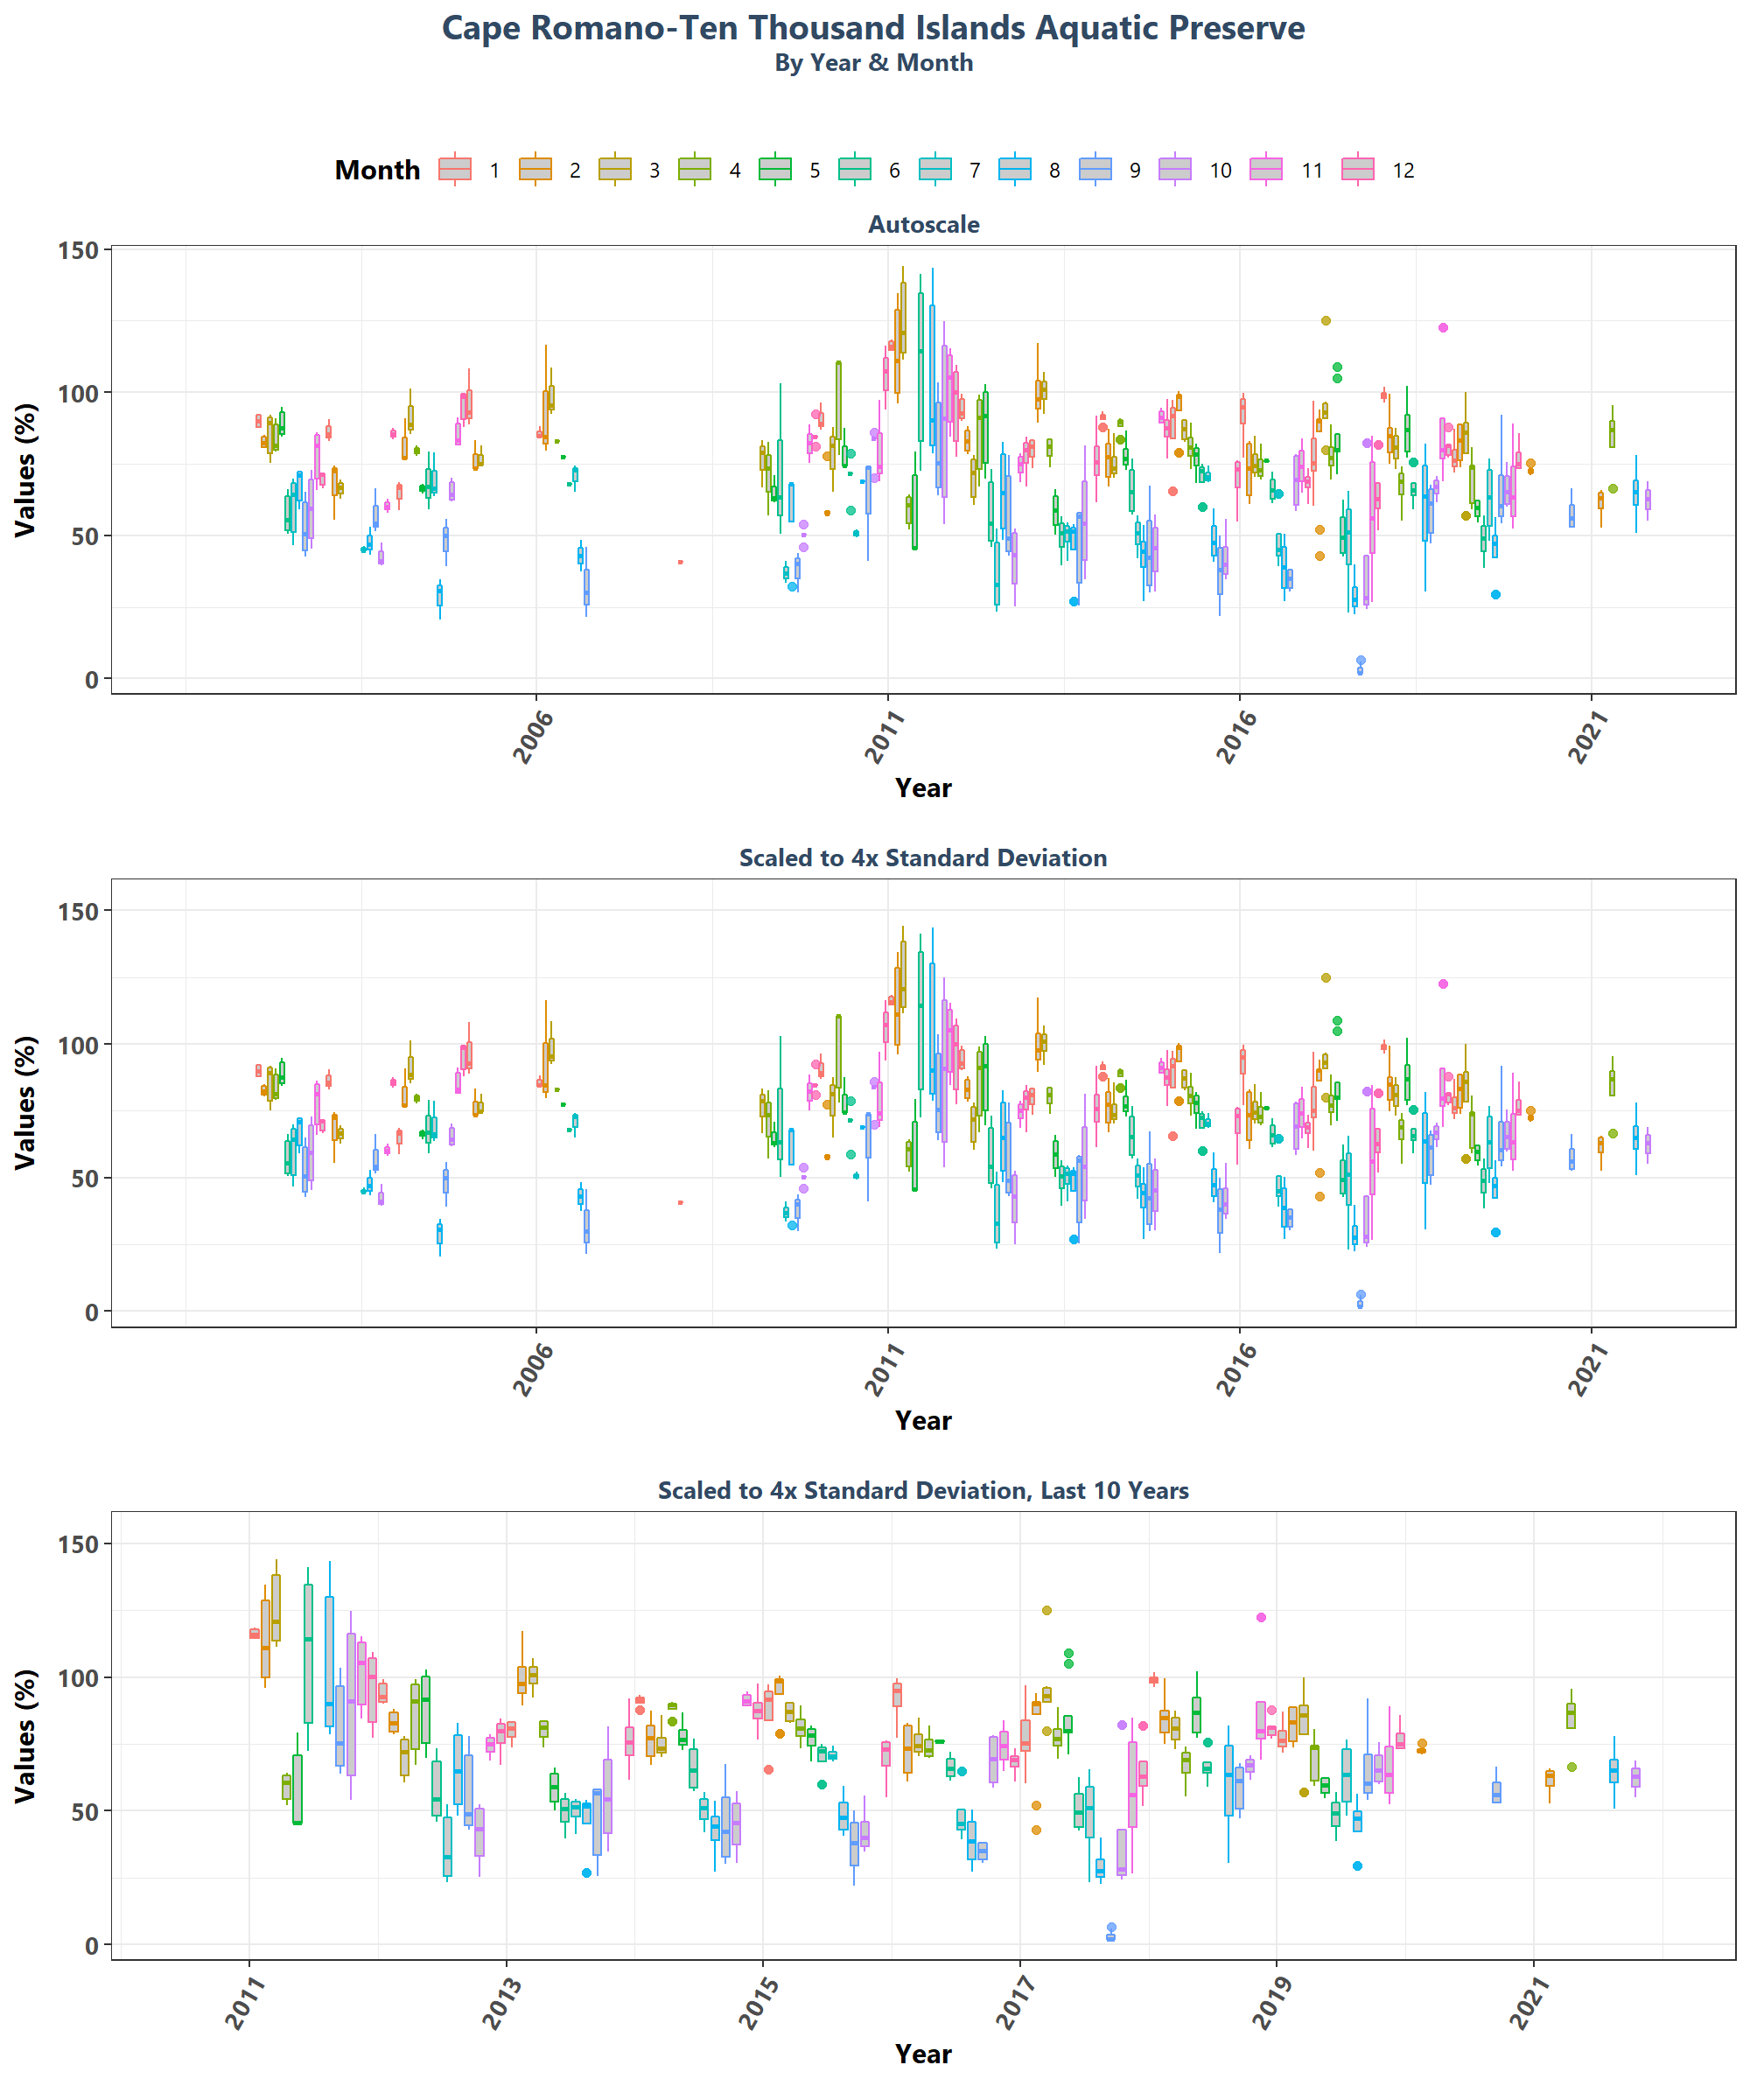 Cape Romano-Ten Thousand Islands Aquatic Preserve
By Year & Month
Month 1 2 3 4 5 6 7 8 9 10 11 12
Autoscale
Values (%)
150
100
50
0
2006 2011 2016 2021
Year
Scaled to 4x Standard Deviation
Values (%)
150
100
50
0
2006 2011 2016 2021
Year
Scaled to 4x Standard Deviation, Last 10 Years
Values (%)
150
100
50
0
2011 2013 2015 2017 2019 2021
Year